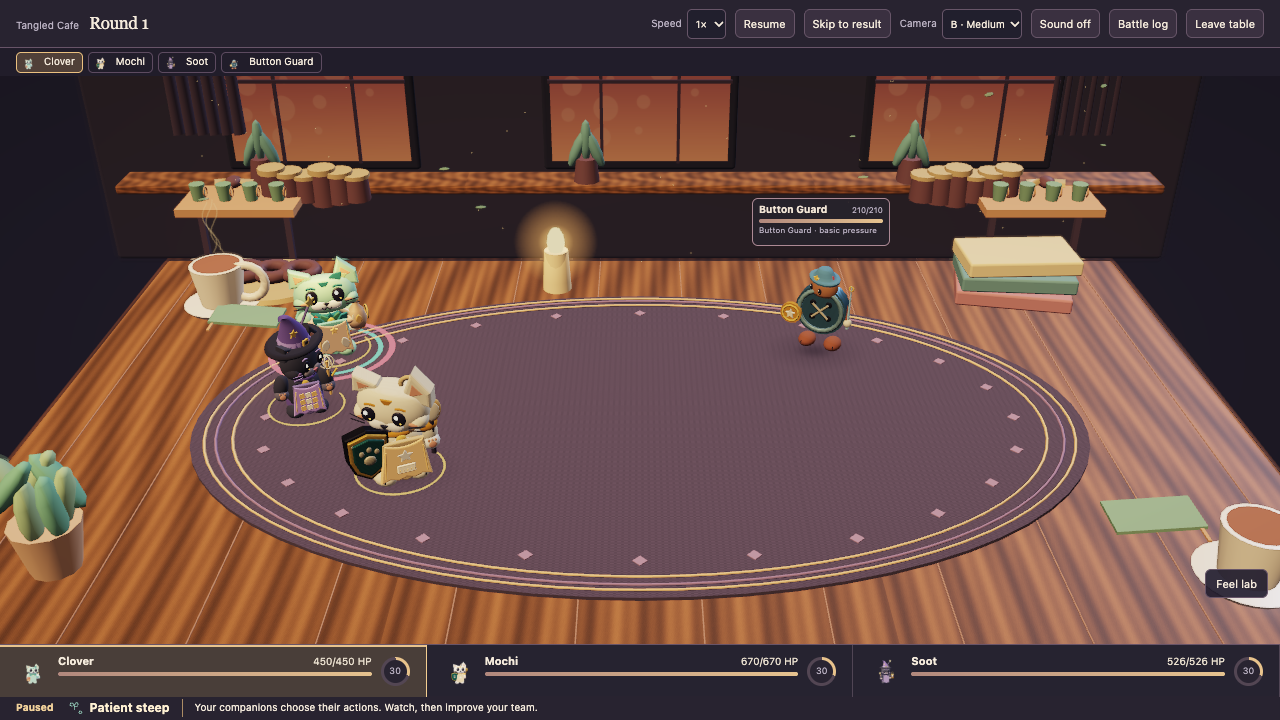 Tangled Cafe Round 1 Speed 1x Resume Skip to result Camera B · Medium Sound off Battle log Leave table
Clover Mochi Soot Button Guard
Button Guard 210/210
Button Guard · basic pressure
Feel lab
Clover 450/450 HP 30 Mochi 670/670 HP 30 Soot 526/526 HP 30
Paused Patient steep Your companions choose their actions. Watch, then improve your team.